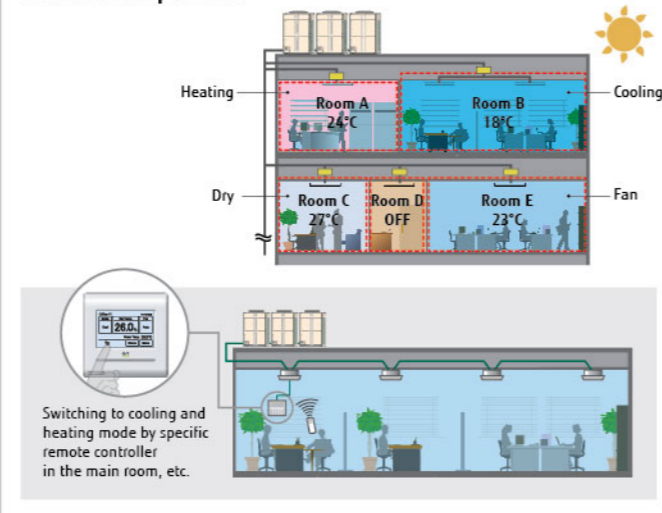 Heating
Room A
24°C
Room B
18°C
Cooling
Dry
Room C
27°C
Room D
OFF
Room E
23°C
Fan
26.0
Switching to cooling and
heating mode by specific
remote controller
in the main room, etc.